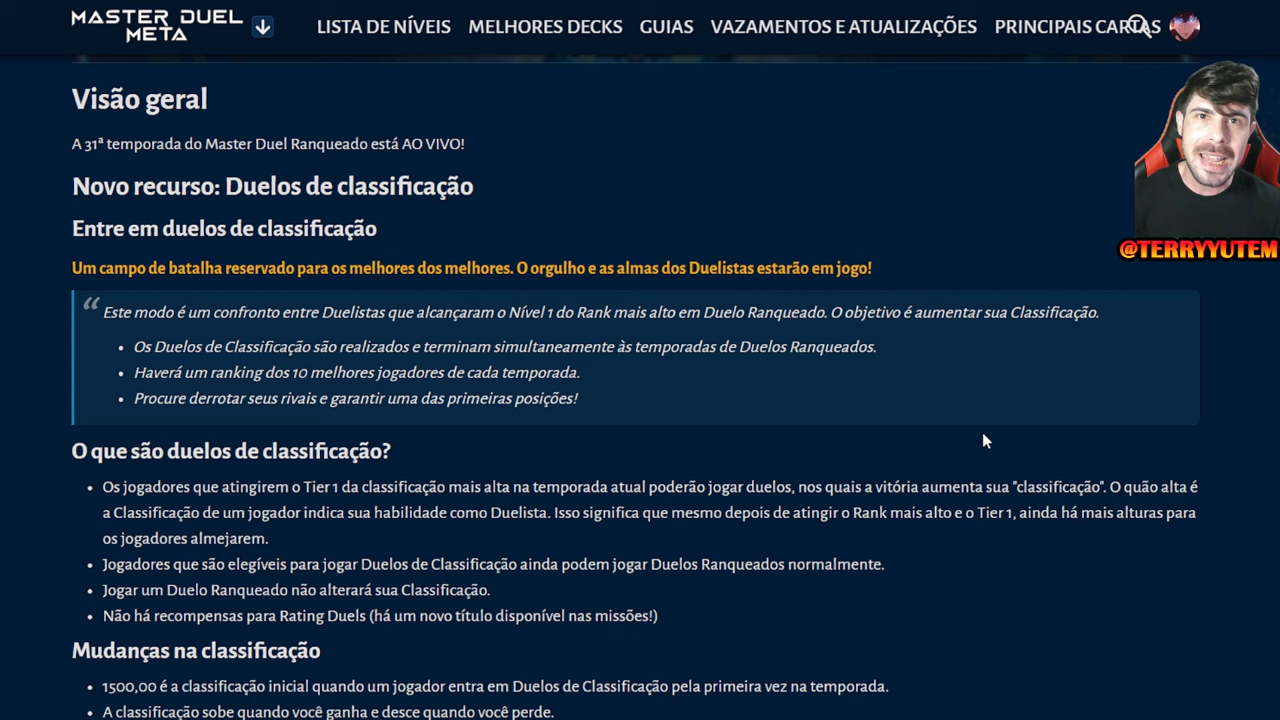 MASTER DUEL
META
LISTA DE NÍVEIS
MELHORES DECKS
GUIAS
VAZAMENTOS E ATUALIZAÇÕES
PRINCIPAIS CARTAS
Visão geral
A 31ª temporada do Master Duel Ranqueado está AO VIVO!
Novo recurso: Duelos de classificação
Entre em duelos de classificação
Um campo de batalha reservado para os melhores dos melhores. O orgulho e as almas dos Duelistas estarão em jogo!
“ Este modo é um confronto entre Duelistas que alcançaram o Nível 1 do Rank mais alto em Duelo Ranqueado. O objetivo é aumentar sua Classificação.
• Os Duelos de Classificação são realizados e terminam simultaneamente às temporadas de Duelos Ranqueados.
• Haverá um ranking dos 10 melhores jogadores de cada temporada.
• Procure derrotar seus rivais e garantir uma das primeiras posições!
@TERRYYUTEM
O que são duelos de classificação?
• Os jogadores que atingirem o Tier 1 da classificação mais alta na temporada atual poderão jogar duelos, nos quais a vitória aumenta sua "classificação". O quão alta é
a Classificação de um jogador indica sua habilidade como Duelista. Isso significa que mesmo depois de atingir o Rank mais alto e o Tier 1, ainda há mais alturas para
os jogadores almejarem.
• Jogadores que são elegíveis para jogar Duelos de Classificação ainda podem jogar Duelos Ranqueados normalmente.
• Jogar um Duelo Ranqueado não alterará sua Classificação.
• Não há recompensas para Rating Duels (há um novo título disponível nas missões!)
Mudanças na classificação
• 1500,00 é a classificação inicial quando um jogador entra em Duelos de Classificação pela primeira vez na temporada.
• A classificação sobe quando você ganha e desce quando você perde.